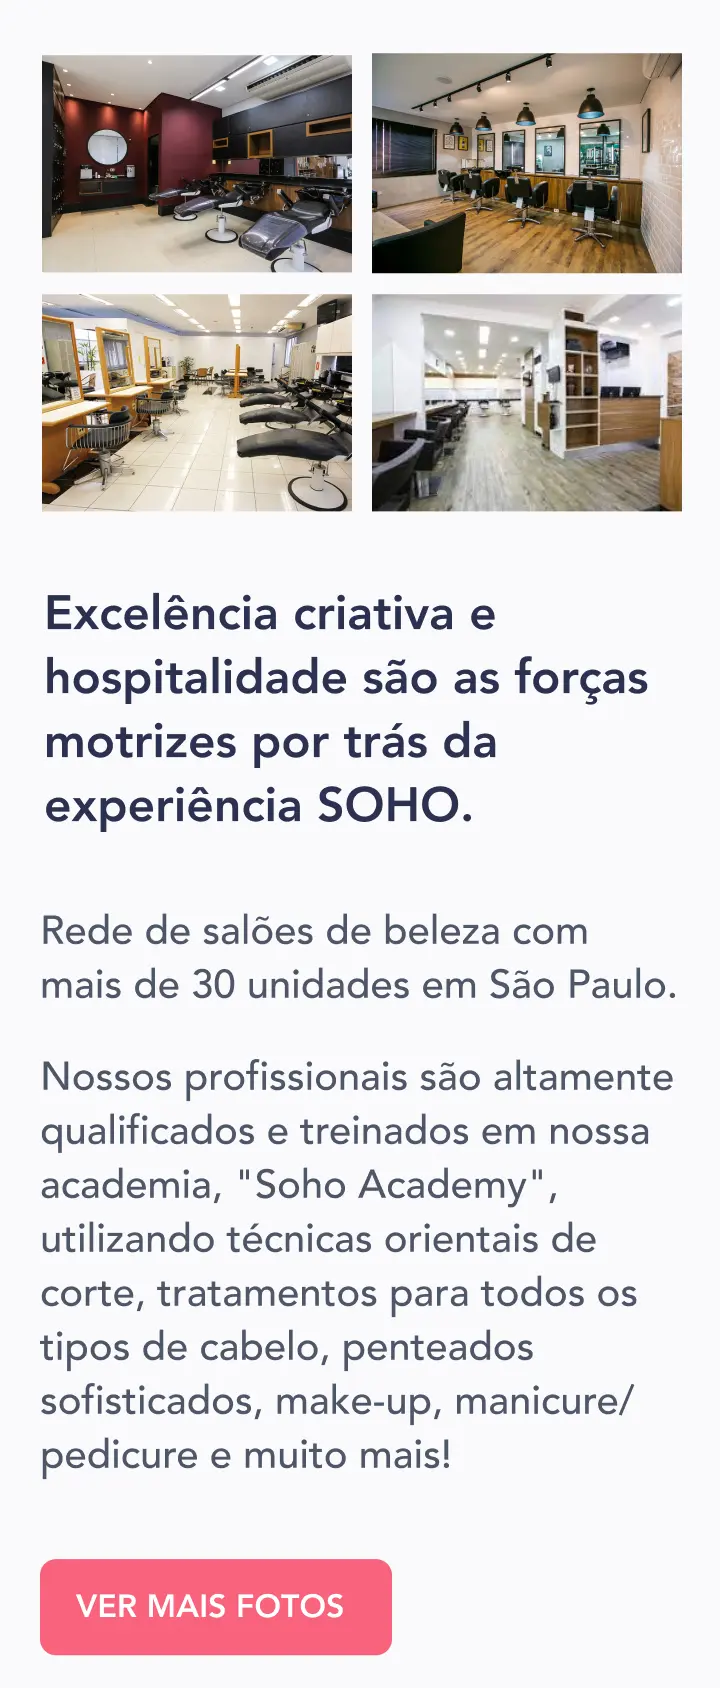 Excelência criativa e
hospitalidade são as forças
motrizes por trás da
experiência SOHO.
Rede de salões de beleza com
mais de 30 unidades em São Paulo.
Nossos profissionais são altamente
qualificados e treinados em nossa
academia, "Soho Academy",
utilizando técnicas orientais de
corte, tratamentos para todos os
tipos de cabelo, penteados
sofisticados, make-up, manicure/
pedicure e muito mais!
VER MAIS FOTOS